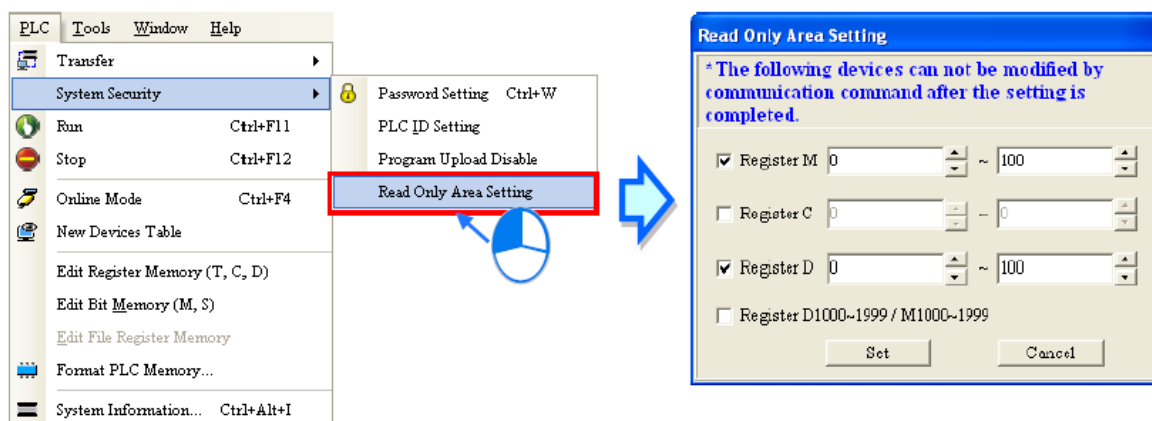 PLC Tools Window Help
Transfer
System Security
Run Ctrl+F11
Stop Ctrl+F12
Online Mode Ctrl+F4
New Devices Table
Edit Register Memory (T, C, D)
Edit Bit Memory (M, S)
Edit File Register Memory
Format PLC Memory...
System Information... Ctrl+Alt+I
Password Setting Ctrl+W
PLC ID Setting
Program Upload Disable
Read Only Area Setting
Read Only Area Setting
*The following devices can not be modified by
communication command after the setting is
completed.
Register M 0 ~ 100
Register C 0 ~ 0
Register D 0 ~ 100
Register D1000~1999 / M1000~1999
Set Cancel